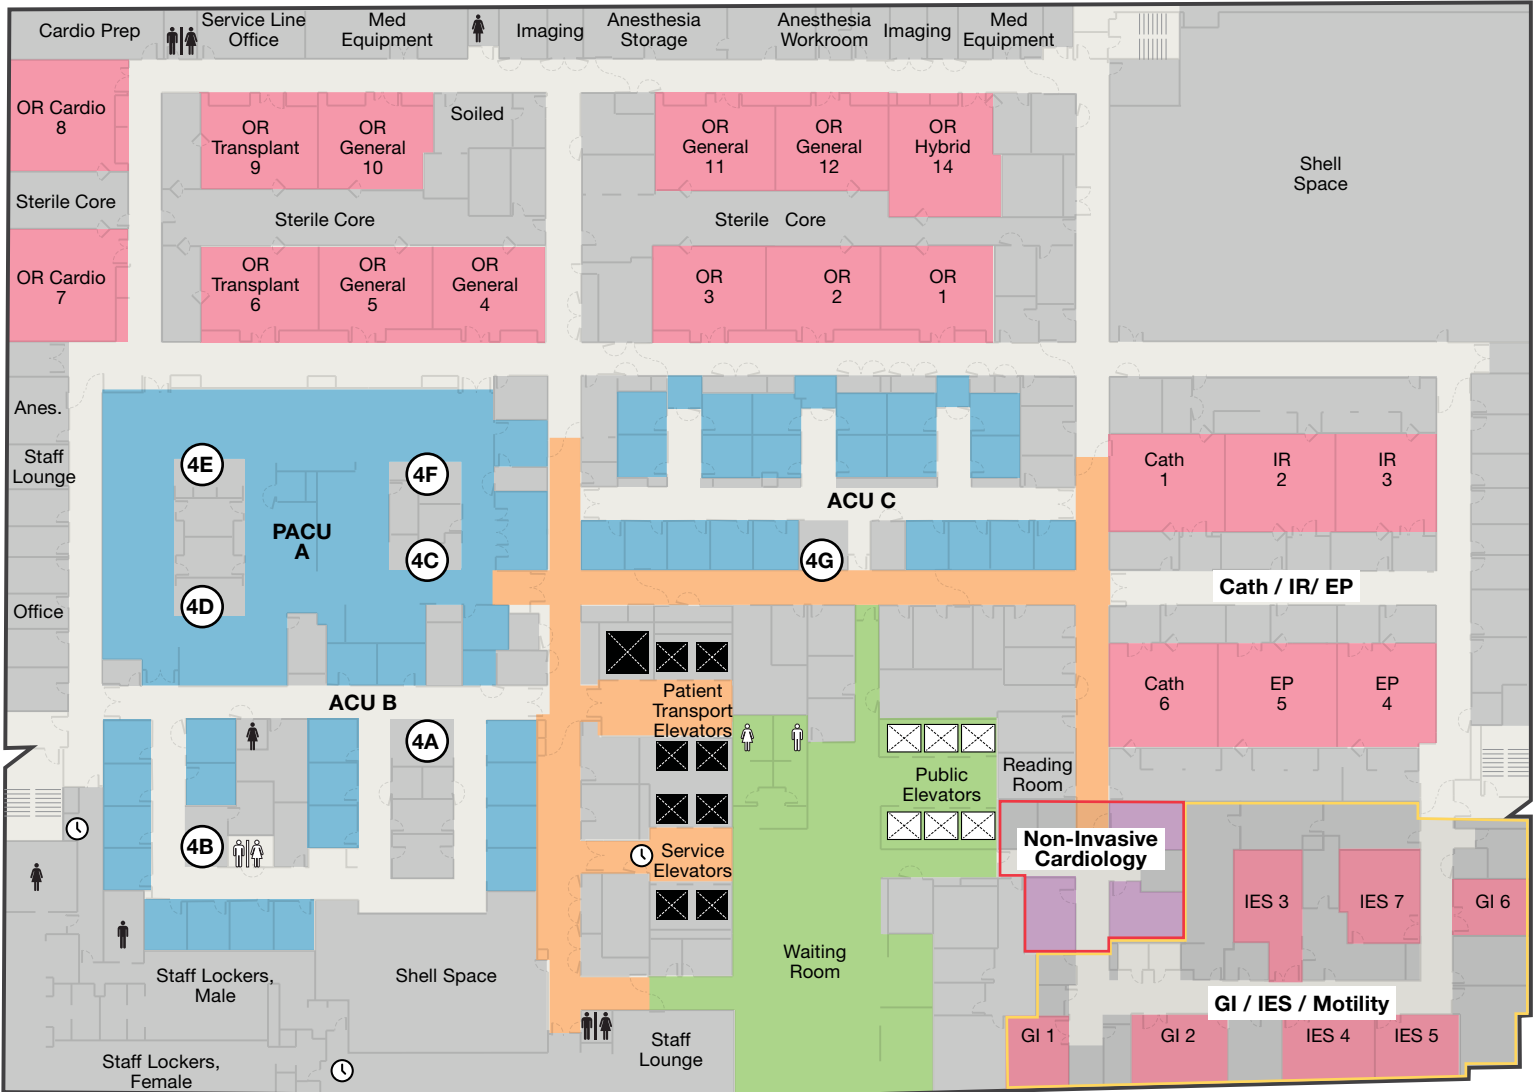 Cardio Prep
Service Line
Office
Med
Equipment
Imaging
Anesthesia
Storage
Anesthesia
Workroom
Imaging
Med
Equipment
OR Cardio
8
OR
Transplant
9
OR
General
10
Soiled
OR
General
11
OR
General
12
OR
Hybrid
14
Shell
Space
Sterile Core
Sterile Core
Sterile Core
OR Cardio
7
OR
Transplant
6
OR
General
5
OR
General
4
OR
3
OR
2
OR
1
Anes.
Staff
Lounge
Office
4E
4F
PACU
A
4C
4D
ACU C
4G
Cath
1
IR
2
IR
3
Cath / IR/ EP
Cath
6
EP
5
EP
4
ACU B
4A
4B
Patient
Transport
Elevators
Service
Elevators
Public
Elevators
Reading
Room
Non-Invasive
Cardiology
IES 3
IES 7
GI 6
Waiting
Room
Staff Lockers,
Male
Shell Space
GI / IES / Motility
GI 1
GI 2
IES 4
IES 5
Staff
Lounge
Staff Lockers,
Female